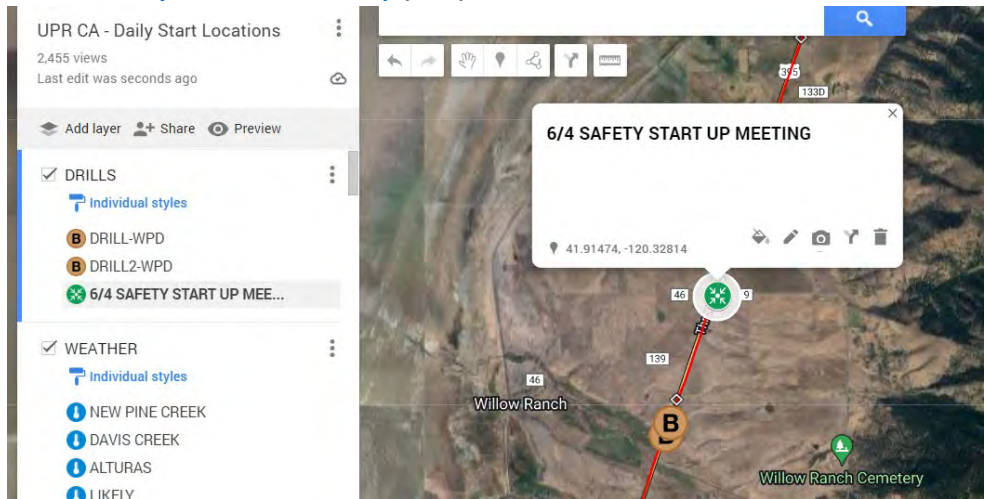 UPR CA - Daily Start Locations
2,455 views
Last edit was seconds ago
Add layer Share Preview
DRILLS
Individual styles
B DRILL-WPD
B DRILL2-WPD
6/4 SAFETY START UP MEE...
WEATHER
Individual styles
NEW PINE CREEK
DAVIS CREEK
ALTURAS
LIKELY
395
133D
6/4 SAFETY START UP MEETING
41.91474, -120.32814
46
9
139
46
Willow Ranch
B
Willow Ranch Cemetery